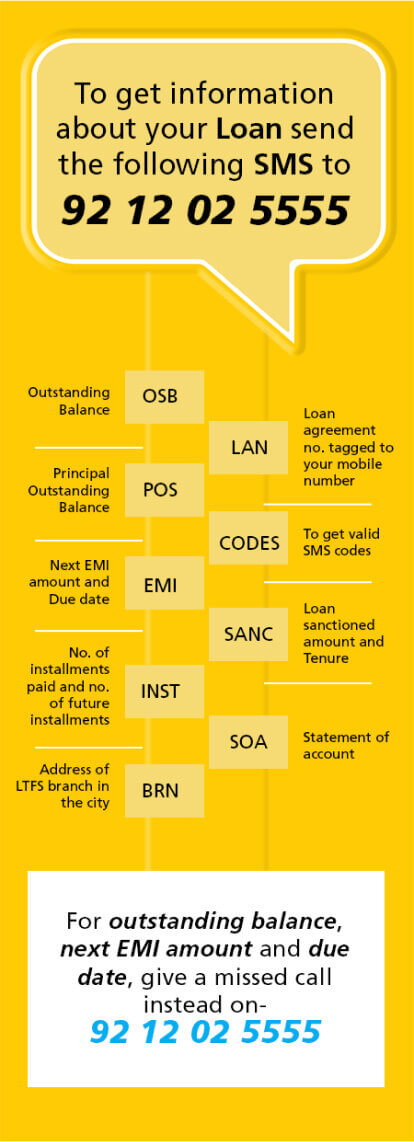 To get information
about your Loan send
the following SMS to
92 12 02 5555
Outstanding
Balance
OSB
LAN
Loan
agreement
no. tagged to
your mobile
number
Principal
Outstanding
Balance
POS
CODES
To get valid
SMS codes
Next EMI
amount and
Due date
EMI
SANC
Loan
sanctioned
amount and
Tenure
No. of
installments
paid and no.
of future
installments
INST
SOA
Statement of
account
Address of
LTFS branch in
the city
BRN
For outstanding balance,
next EMI amount and due
date, give a missed call
instead on-
92 12 02 5555